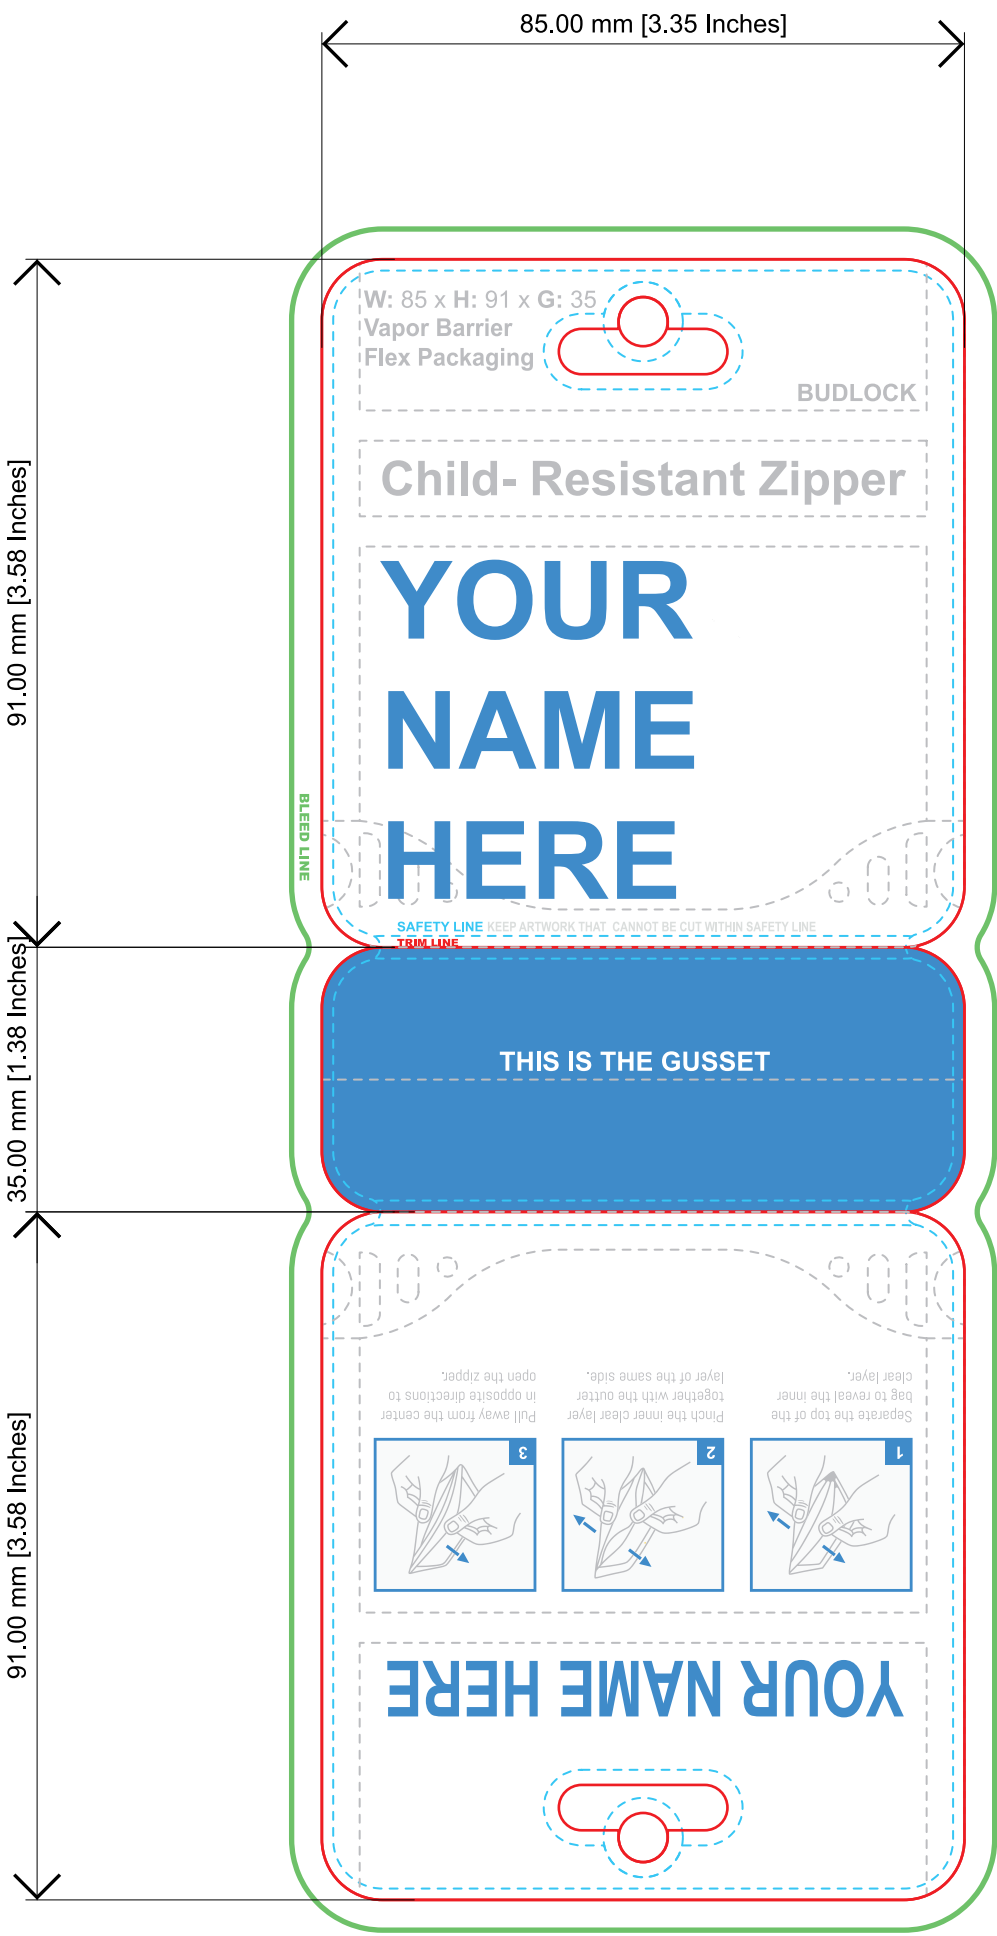 85.00 mm [3.35 Inches]
91.00 mm [3.58 Inches]
W: 85 x H: 91 x G: 35
Vapor Barrier
Flex Packaging
BUDLOCK
Child- Resistant Zipper
YOUR
NAME
HERE
BLEED LINE
SAFETY LINE KEEP ARTWORK THAT CANNOT BE CUT WITHIN SAFETY LINE
TRIM LINE
35.00 mm [1.38 Inches]
THIS IS THE GUSSET
91.00 mm [3.58 Inches]
YOUR NAME HERE
1
Separate the top of the
bag to reveal the inner
clear layer.
2
Pinch the inner clear layer
together with the outter
layer of the same side.
3
Pull away from the center
in opposite directions to
open the zipper.